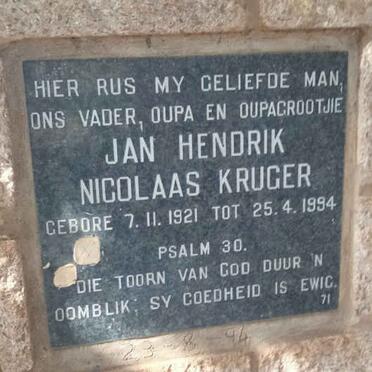 HIER RUS MY GELIEFDE MAN,
ONS VADER, OUPA EN OUPAGROOTJIE
JAN HENDRIK
NICOLAAS KRUGER
GEBORE 7.11.1921 TOT 25.4.1994
PSALM 30.
DIE TOORN VAN GOD DUUR 'N
OOMBLIK, SY GOEDHEID IS EWIG.
71
23-8-94